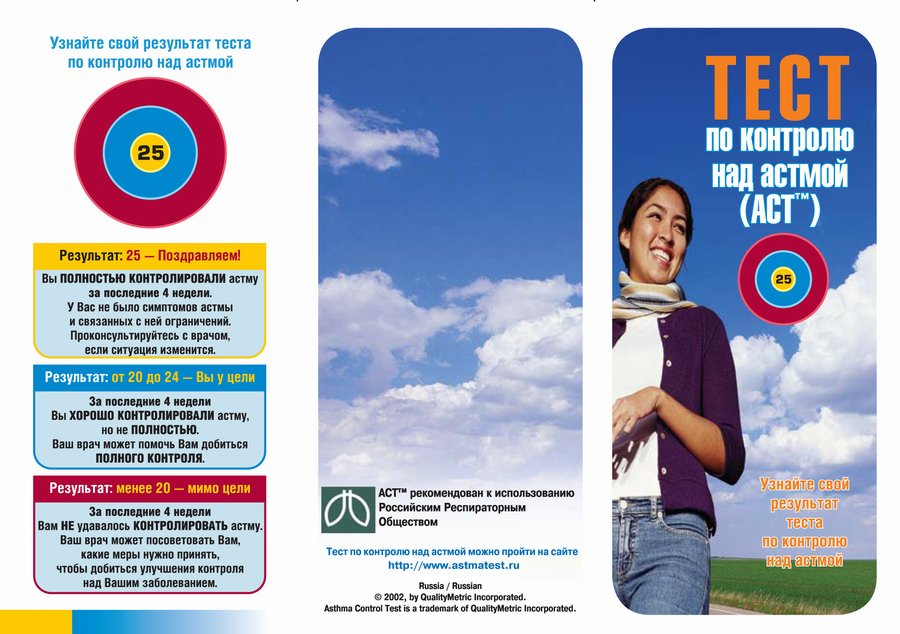 Узнайте свой результат теста
по контролю над астмой
25
Результат: 25 — Поздравляем!
Вы ПОЛНОСТЬЮ КОНТРОЛИРОВАЛИ астму
за последние 4 недели.
У Вас не было симптомов астмы
и связанных с ней ограничений.
Проконсультируйтесь с врачом,
если ситуация изменится.
Результат: от 20 до 24 — Вы у цели
За последние 4 недели
Вы ХОРОШО КОНТРОЛИРОВАЛИ астму,
но не ПОЛНОСТЬЮ.
Ваш врач может помочь Вам добиться
ПОЛНОГО КОНТРОЛЯ.
Результат: менее 20 — мимо цели
За последние 4 недели
Вам НЕ удавалось КОНТРОЛИРОВАТЬ астму.
Ваш врач может посоветовать Вам,
какие меры нужно принять,
чтобы добиться улучшения контроля
над Вашим заболеванием.
АСТ™ рекомендован к использованию
Российским Респираторным
Обществом
Тест по контролю над астмой можно пройти на сайте
http://www.astmatest.ru
Russia / Russian
© 2002, by QualityMetric Incorporated.
Asthma Control Test is a trademark of QualityMetric Incorporated.
ТЕСТ
по контролю
над астмой
(АСТ™)
25
Узнайте свой
результат
теста
по контролю
над астмой